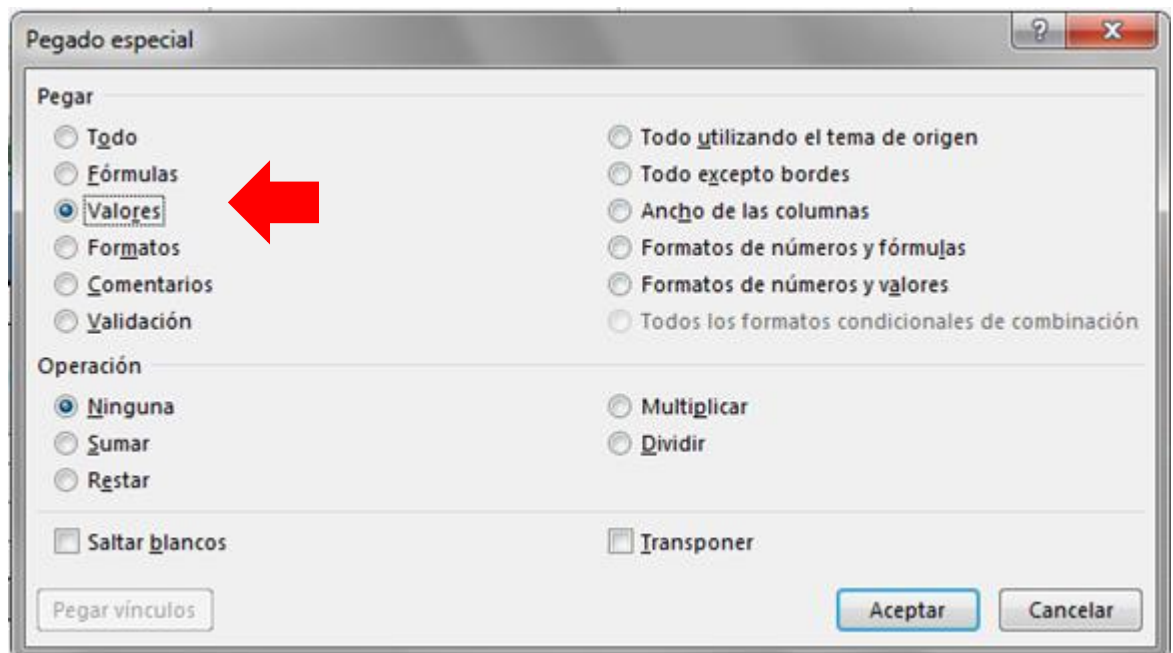 Pegado especial
Pegar
Todo
Fórmulas
Valores
Formatos
Comentarios
Validación
Todo utilizando el tema de origen
Todo excepto bordes
Ancho de las columnas
Formatos de números y fórmulas
Formatos de números y valores
Todos los formatos condicionales de combinación
Operación
Ninguna
Sumar
Restar
Multiplicar
Dividir
Saltar blancos
Transponer
Pegar vínculos
Aceptar
Cancelar